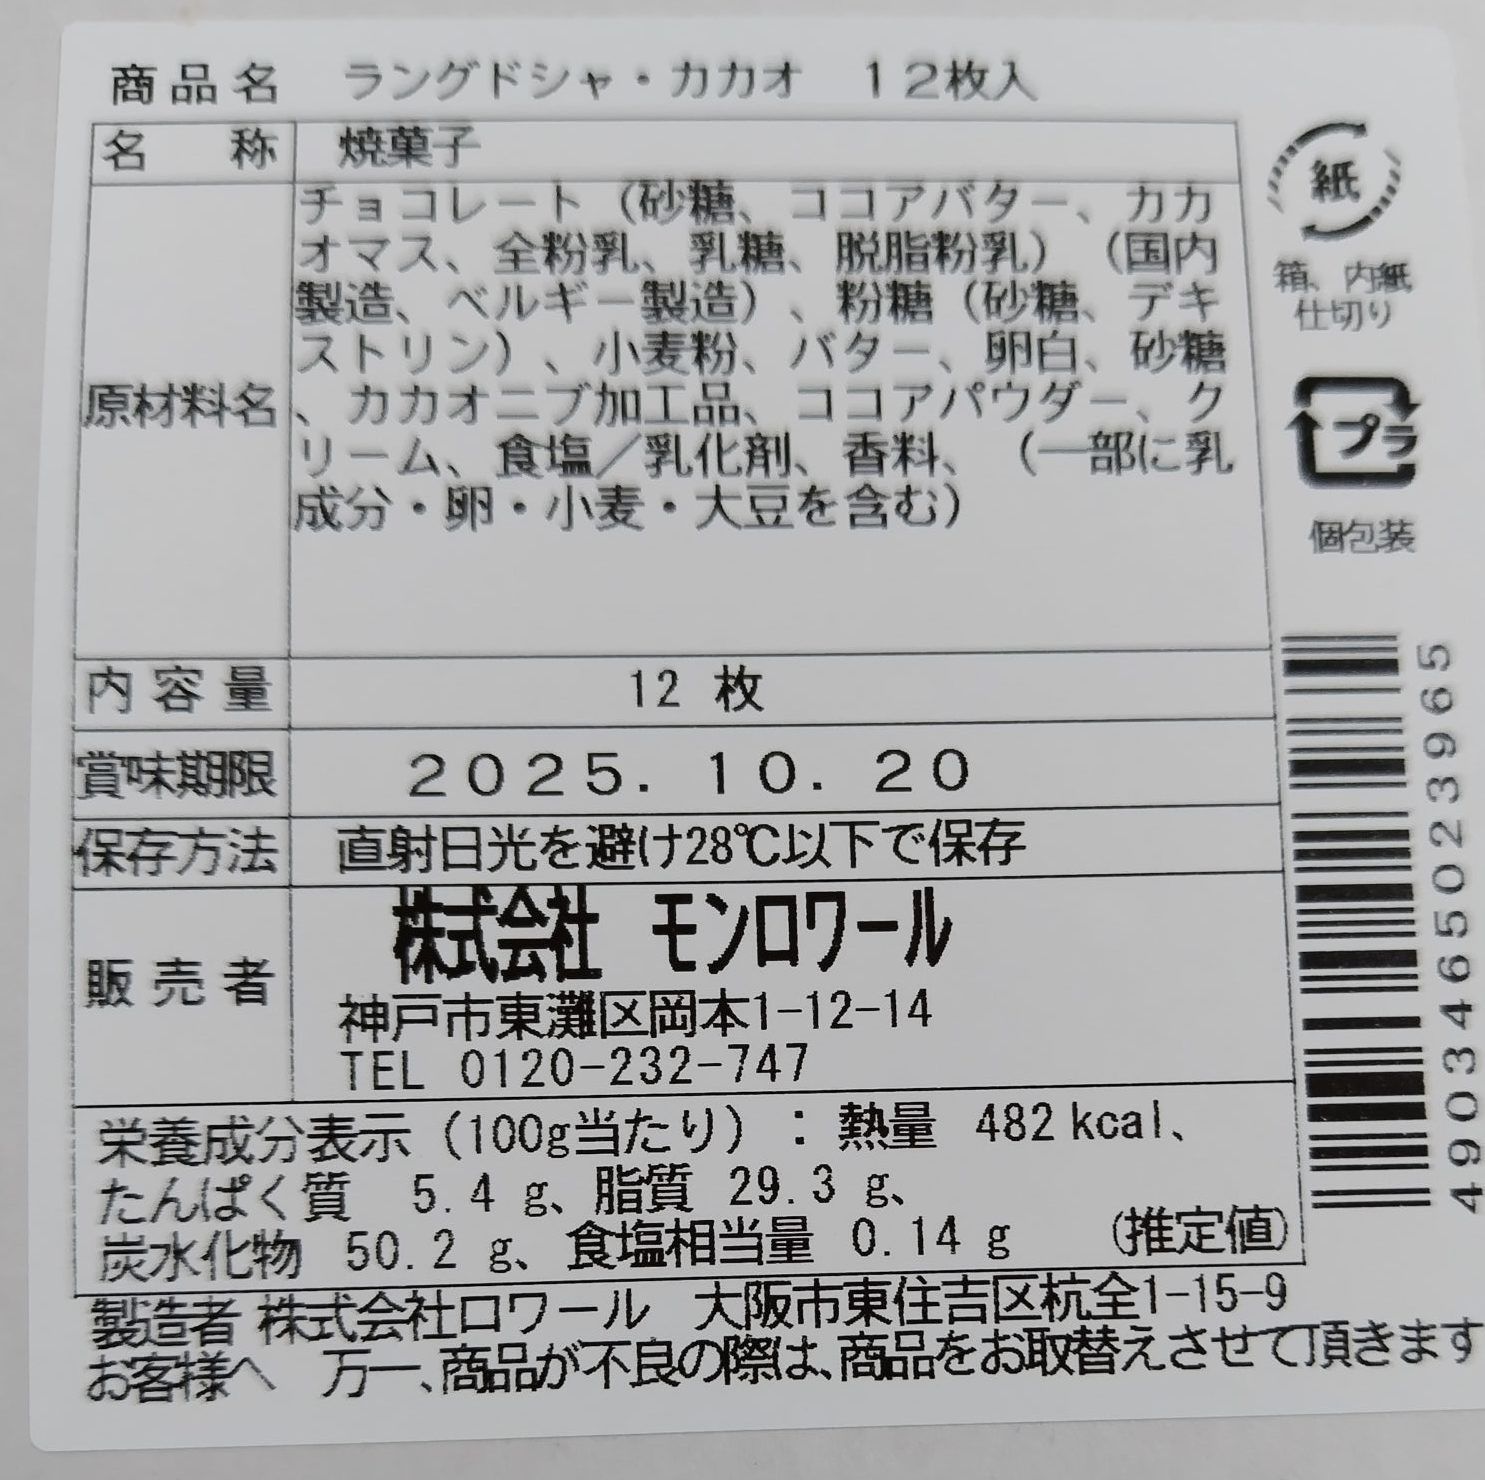 商品名 ラングドシャ・カカオ １２枚入
名称 焼菓子
原材料名
チョコレート（砂糖、ココアバター、カカ
オマス、全粉乳、乳糖、脱脂粉乳）（国内
製造、ベルギー製造）、粉糖（砂糖、デキ
ストリン）、小麦粉、バター、卵白、砂糖
、カカオニブ加工品、ココアパウダー、ク
リーム、食塩／乳化剤、香料、（一部に乳
成分・卵・小麦・大豆を含む）
内容量 12 枚
賞味期限 2025.10.20
保存方法 直射日光を避け28℃以下で保存
販売者
株式会社 モンロワール
神戸市東灘区岡本1-12-14
TEL 0120-232-747
栄養成分表示（100g当たり）：熱量 482kcal、
たんぱく質 5.4 g、脂質 29.3 g、
炭水化物 50.2 g、食塩相当量 0.14 g （推定値）
製造者 株式会社ロワール 大阪市東住吉区杭全1-15-9
お客様へ 万一、商品が不良の際は、商品をお取替えさせて頂きます
紙
箱、内紙
仕切り
プラ
個包装
4903465023965